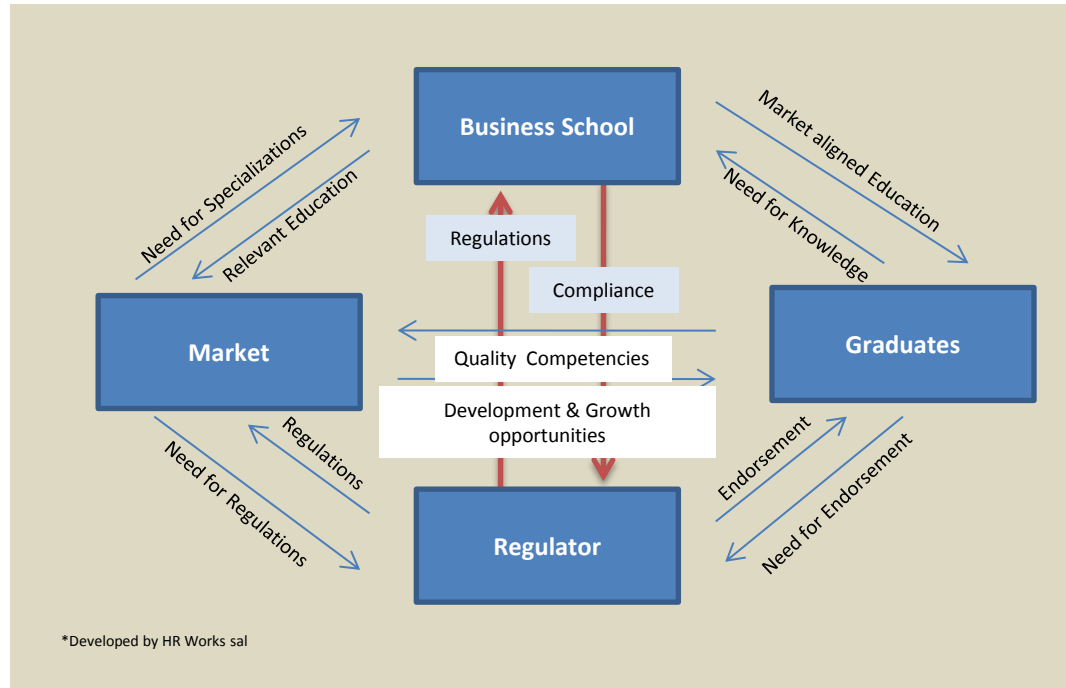 Business School
Market aligned Education
Need for Specializations
Relevant Education
Need for Knowledge
Regulations
Compliance
Market
Graduates
Quality  Competencies
Development & Growth
opportunities
Regulations
Need for Regulations
Endorsement
Need for Endorsement
Regulator
*Developed by HR Works sal